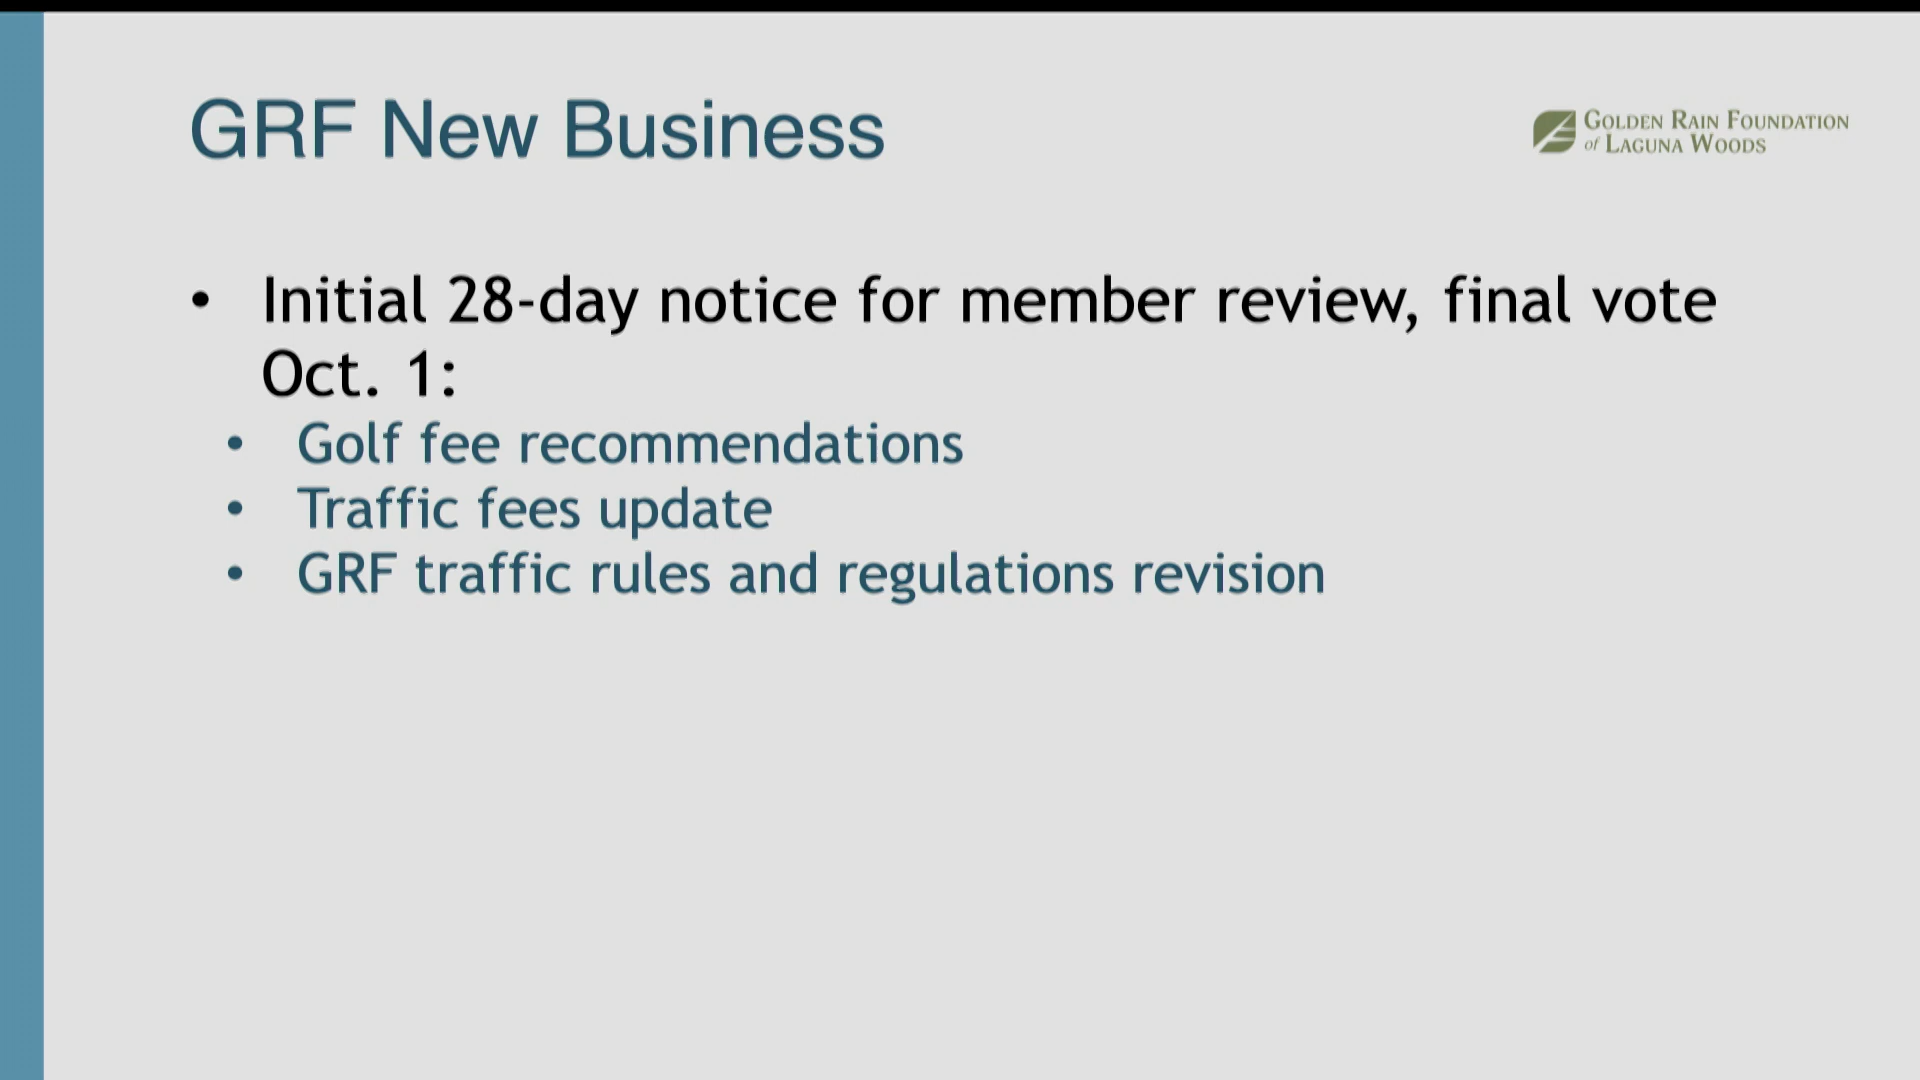 GRF New Business
GOLDEN RAIN FOUNDATION
of LAGUNA WOODS
• Initial 28-day notice for member review, final vote
Oct. 1:
• Golf fee recommendations
• Traffic fees update
• GRF traffic rules and regulations revision